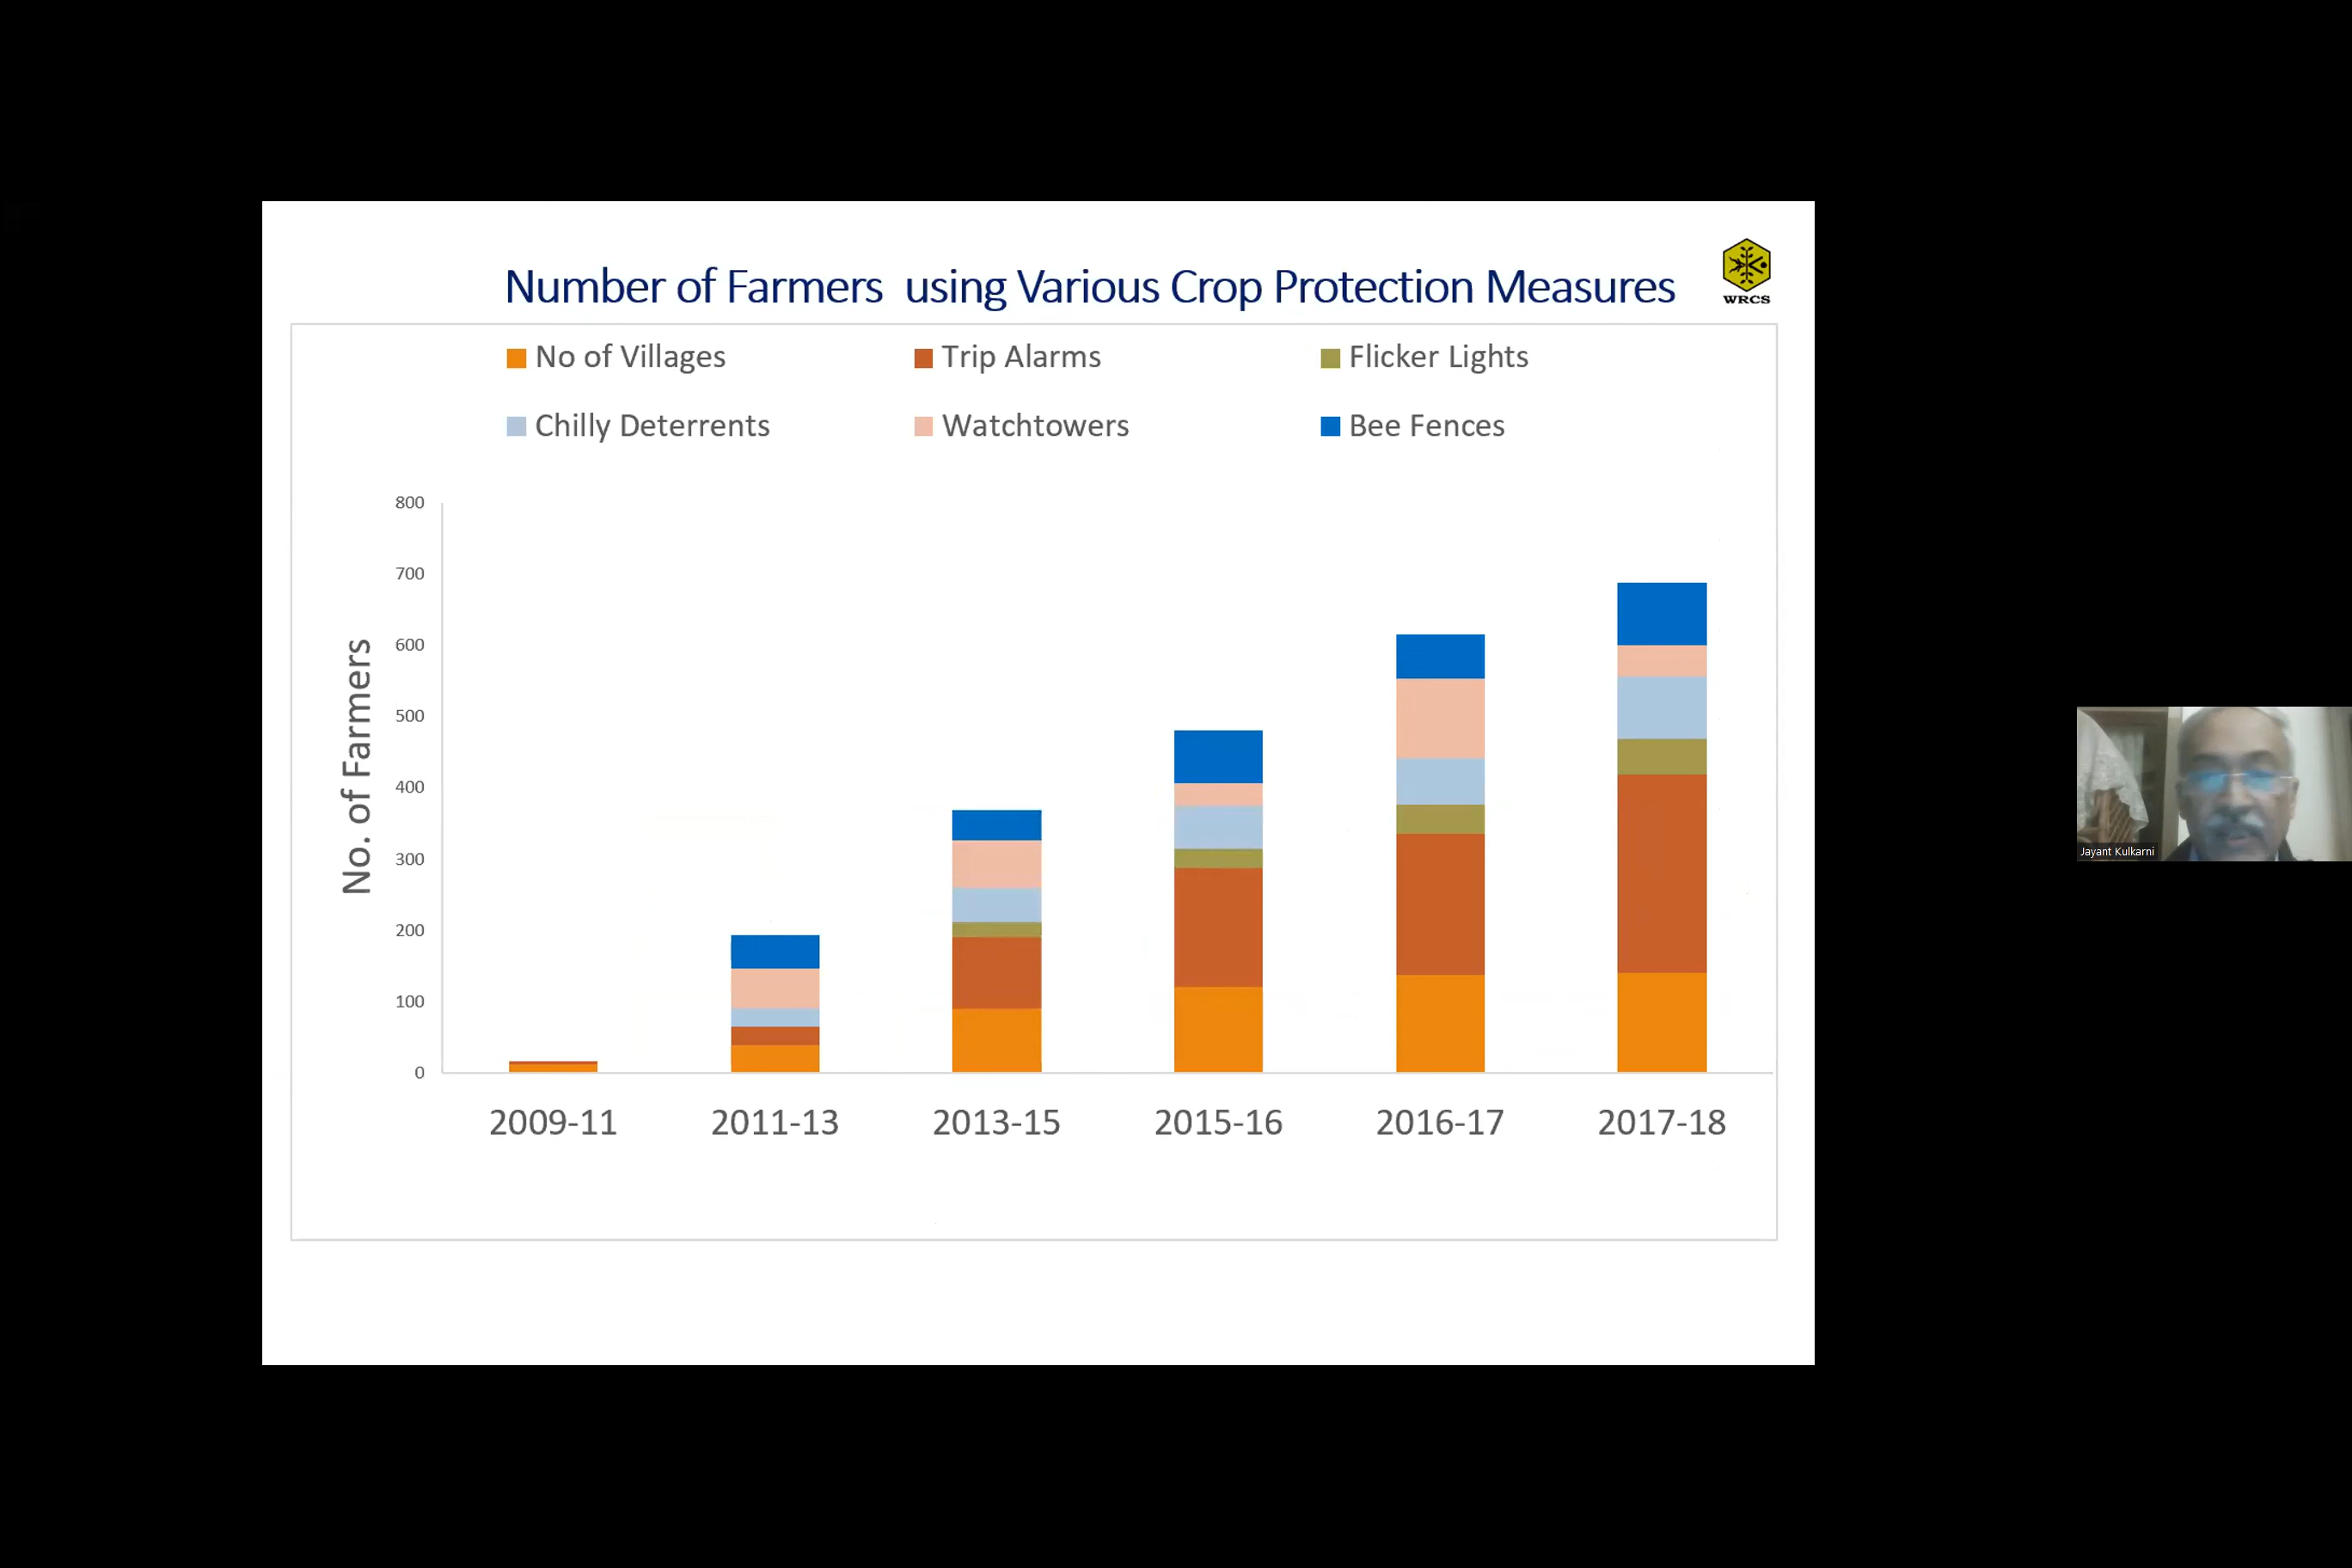 Number of Farmers using Various Crop Protection Measures
WRCS
No of Villages
Trip Alarms
Flicker Lights
Chilly Deterrents
Watchtowers
Bee Fences
No. of Farmers
800
700
600
500
400
300
200
100
0
2009-11
2011-13
2013-15
2015-16
2016-17
2017-18
Jayant Kulkarni